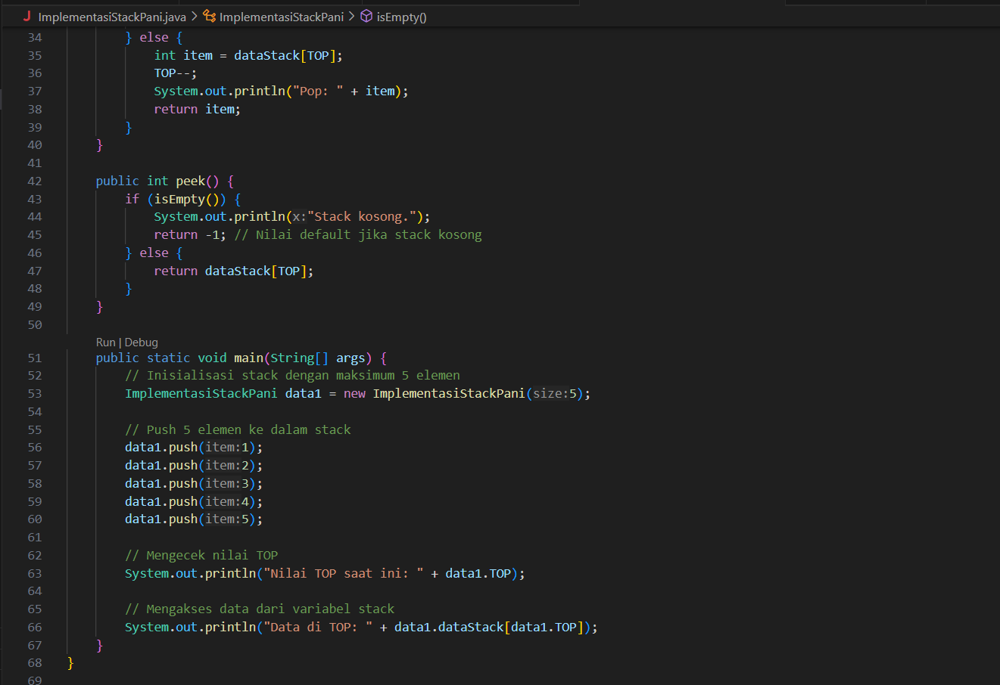 ImplementasiStackPani.java > ImplementasiStackPani > isEmpty()
34 } else {
35 int item = dataStack[TOP];
36 TOP--;
37 System.out.println("Pop: " + item);
38 return item;
39 }
40 }
41
42 public int peek() {
43 if (isEmpty()) {
44 System.out.println(x:"Stack kosong.");
45 return -1; // Nilai default jika stack kosong
46 } else {
47 return dataStack[TOP];
48 }
49 }
50
Run | Debug
51 public static void main(String[] args) {
52 // Inisialisasi stack dengan maksimum 5 elemen
53 ImplementasiStackPani data1 = new ImplementasiStackPani(size:5);
54
55 // Push 5 elemen ke dalam stack
56 data1.push(item:1);
57 data1.push(item:2);
58 data1.push(item:3);
59 data1.push(item:4);
60 data1.push(item:5);
61
62 // Mengecek nilai TOP
63 System.out.println("Nilai TOP saat ini: " + data1.TOP);
64
65 // Mengakses data dari variabel stack
66 System.out.println("Data di TOP: " + data1.dataStack[data1.TOP]);
67 }
68 }
69